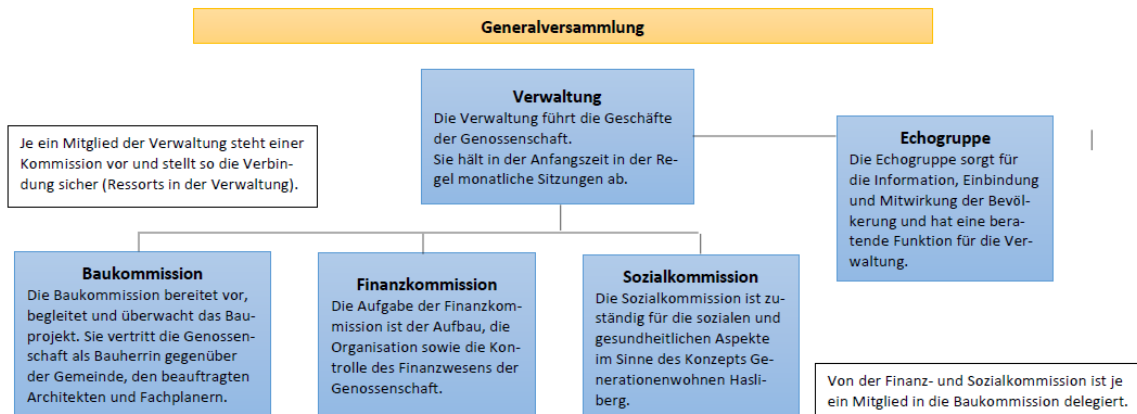 Generalversammlung
Verwaltung
Die Verwaltung führt die Geschäfte
der Genossenschaft.
Sie hält in der Anfangszeit in der Re-
gel monatliche Sitzungen ab.
Je ein Mitglied der Verwaltung steht einer
Kommission vor und stellt so die Verbin-
dung sicher (Ressorts in der Verwaltung).
Echogruppe
Die Echogruppe sorgt für
die Information, Einbindung
und Mitwirkung der Bevöl-
kerung und hat eine bera-
tende Funktion für die Ver-
waltung.
Baukommission
Die Baukommission bereitet vor,
begleitet und überwacht das Bau-
projekt. Sie vertritt die Genossen-
schaft als Bauherrin gegenüber
der Gemeinde, den beauftragten
Architekten und Fachplanern.
Finanzkommission
Die Aufgabe der Finanzkom-
mission ist der Aufbau, die
Organisation sowie die Kon-
trolle des Finanzwesens der
Genossenschaft.
Sozialkommission
Die Sozialkommission ist zu-
ständig für die sozialen und
gesundheitlichen Aspekte
im Sinne des Konzepts Ge-
nerationenwohnen Hasli-
berg.
Von der Finanz- und Sozialkommission ist je
ein Mitglied in die Baukommission delegiert.